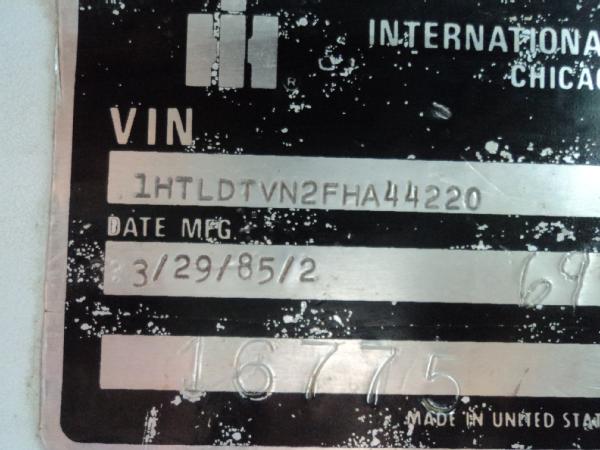 INTERNATIONA
CHICAG
VIN
1HTLDTVN2FHA44220
DATE MFG
3/29/85/2
16775
MADE IN UNITED STAT